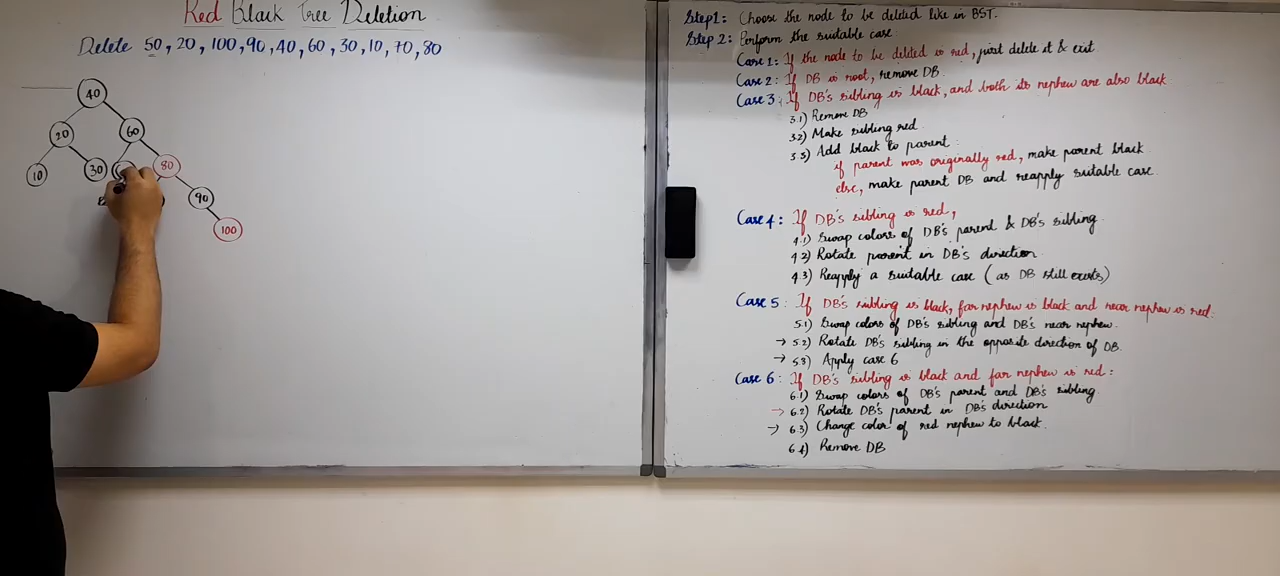 Red Black Tree Deletion
Delete 50, 20, 100, 90, 40, 60, 30, 10, 70, 80
40
20 60
10 30 80
90
100
Step1: Choose the node to be deleted like in BST.
Step 2: Perform the suitable case:
Case 1: If the node to be deleted is red, just delete it & exit
Case 2: If DB is root, remove DB.
Case 3: If DB's sibling is black, and both its nephew are also black
3.1) Remove DB
3.2) Make sibling red
3.3) Add black to parent:
if parent was originally red, make parent black.
else, make parent DB and reapply suitable case.
Case 4: If DB's sibling is red,
4.1) Swap colors of DB's parent & DB's sibling
4.2) Rotate parent in DB's direction
4.3) Reapply a suitable case (as DB still exists)
Case 5: If DB's sibling is black, far nephew is black and near nephew is red.
5.1) Swap colors of DB's sibling and DB's near nephew.
→ 5.2) Rotate DB's sibling in the opposite direction of DB.
→ 5.3) Apply case 6
Case 6: If DB's sibling is black and far nephew is red:
6.1) Swap colors of DB's parent and DB's sibling
→ 6.2) Rotate DB's parent in DB's direction
→ 6.3) Change color of red nephew to black.
6.4) Remove DB